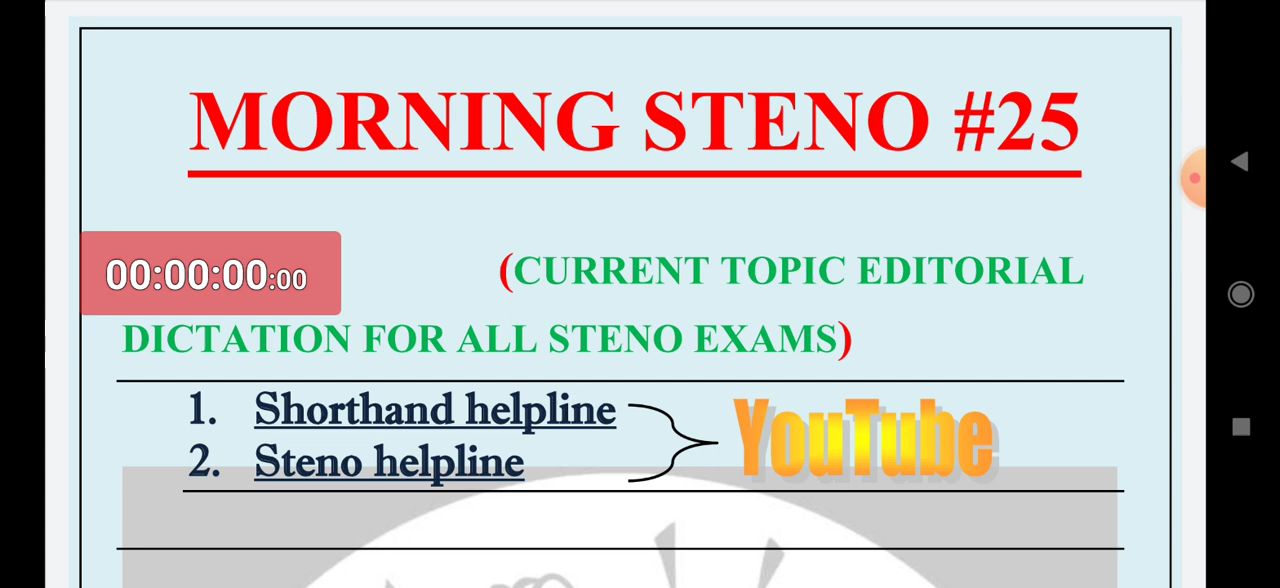 MORNING STENO #25
00:00:00:00
(CURRENT TOPIC EDITORIAL
DICTATION FOR ALL STENO EXAMS)
1. Shorthand helpline
2. Steno helpline
YouTube